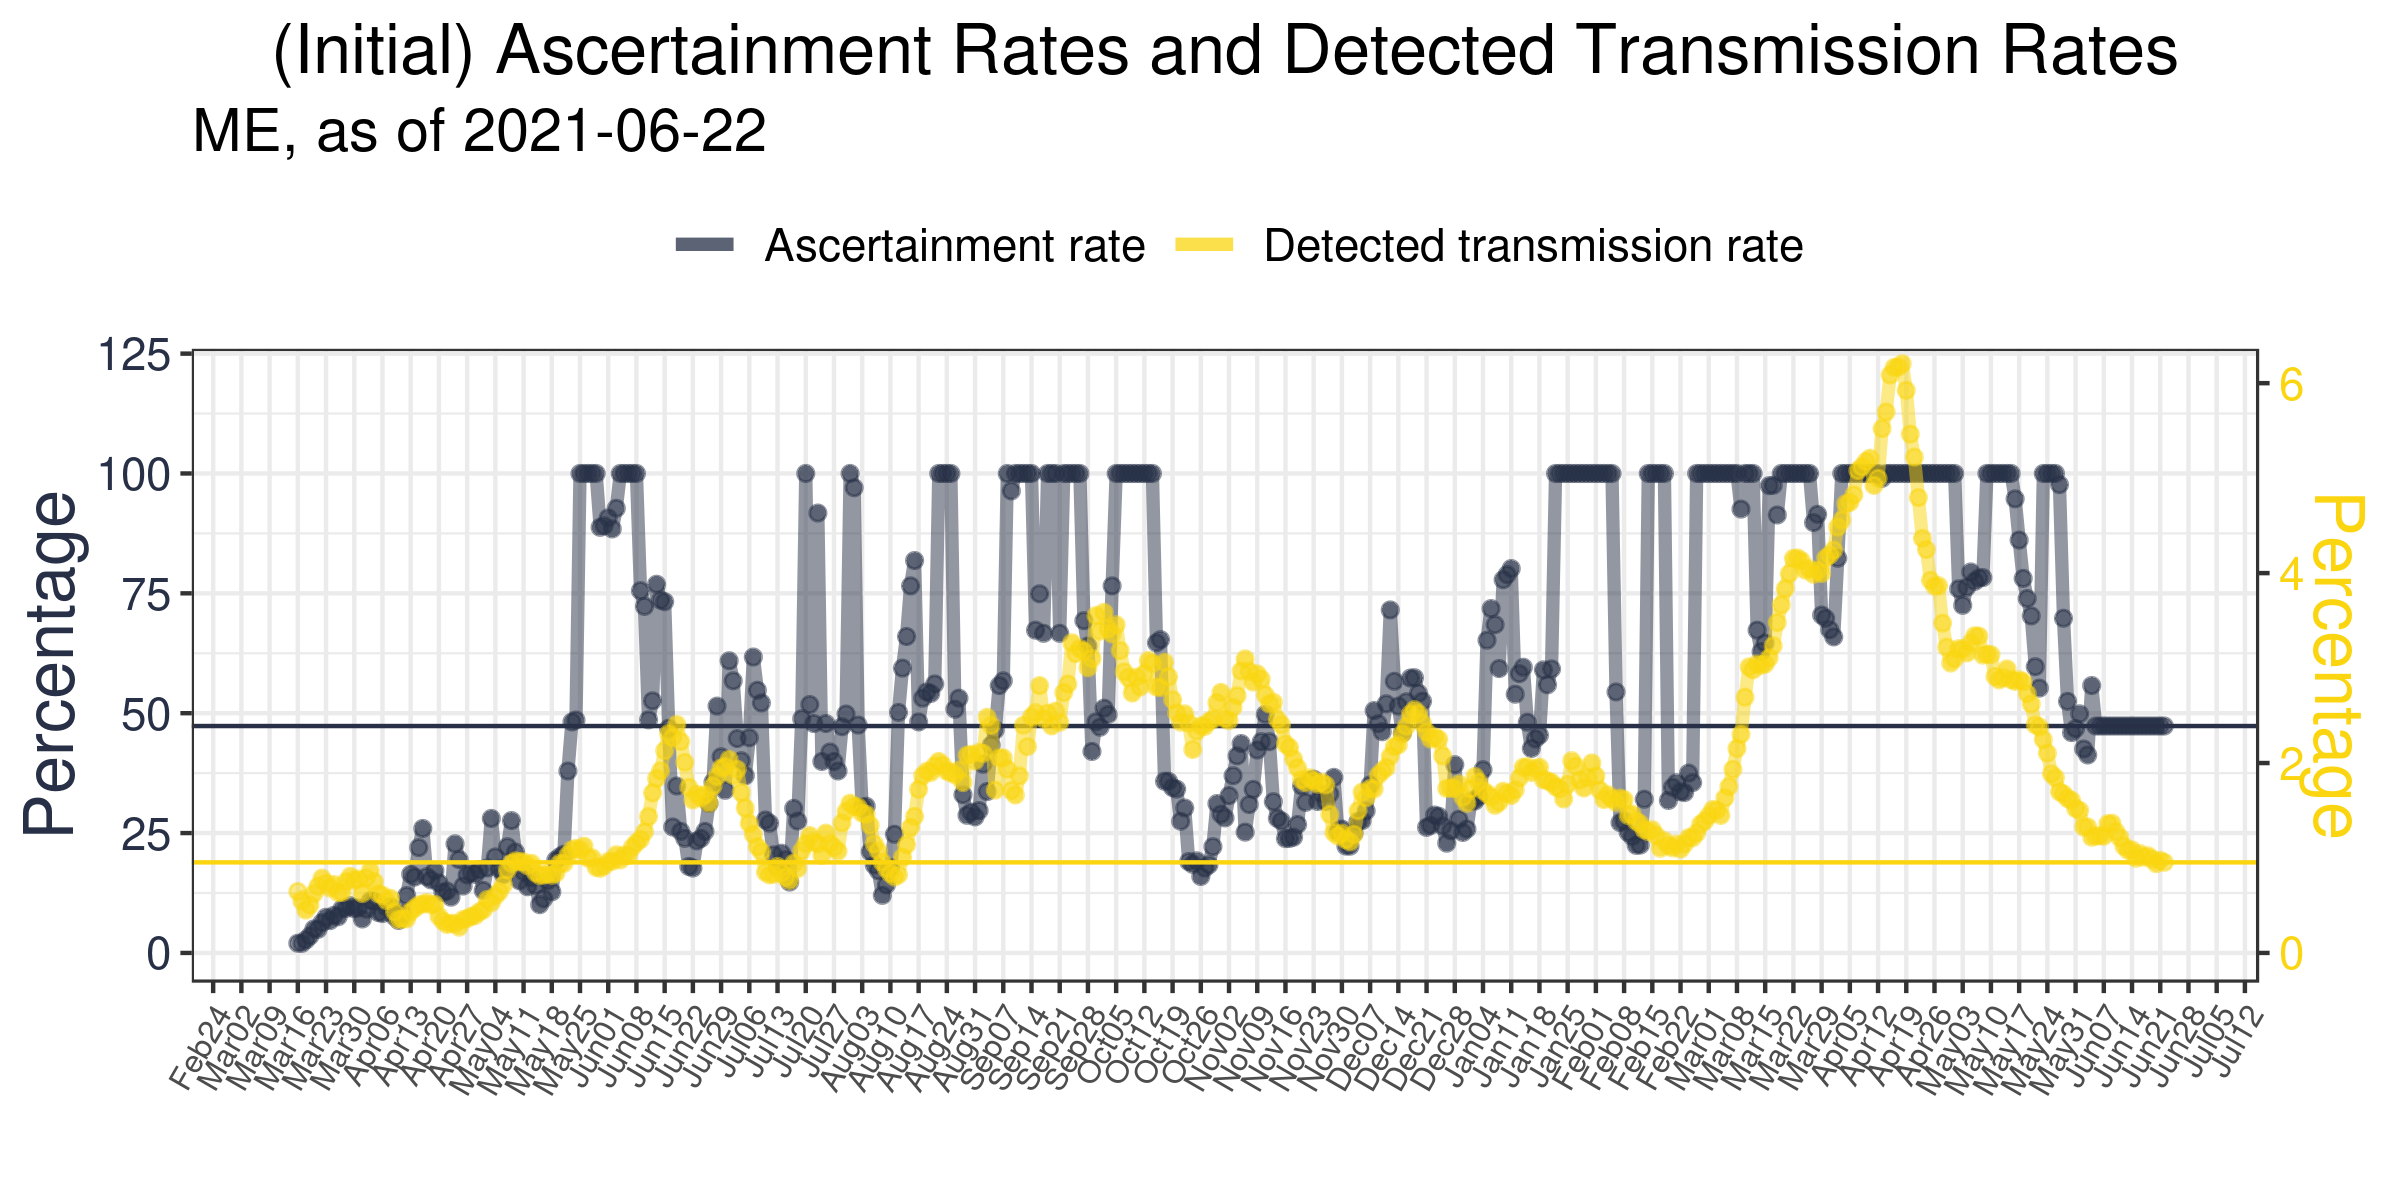 (Initial) Ascertainment Rates and Detected Transmission Rates
ME, as of 2021-06-22
Ascertainment rate Detected transmission rate
Percentage
125
100
75
50
25
0
6
4
2
0
Percentage
Feb24 Mar02 Mar09 Mar16 Mar23 Mar30 Apr06 Apr13 Apr20 Apr27 May04 May11 May18 May25 Jun01 Jun08 Jun15 Jun22 Jun29 Jul06 Jul13 Jul20 Jul27 Aug03 Aug10 Aug17 Aug24 Aug31 Sep07 Sep14 Sep21 Sep28 Oct05 Oct12 Oct19 Oct26 Nov02 Nov09 Nov16 Nov23 Nov30 Dec07 Dec14 Dec21 Dec28 Jan04 Jan11 Jan18 Jan25 Feb01 Feb08 Feb15 Feb22 Mar01 Mar08 Mar15 Mar22 Mar29 Apr05 Apr12 Apr19 Apr26 May03 May10 May17 May24 May31 Jun07 Jun14 Jun21 Jun28 Jul05 Jul12